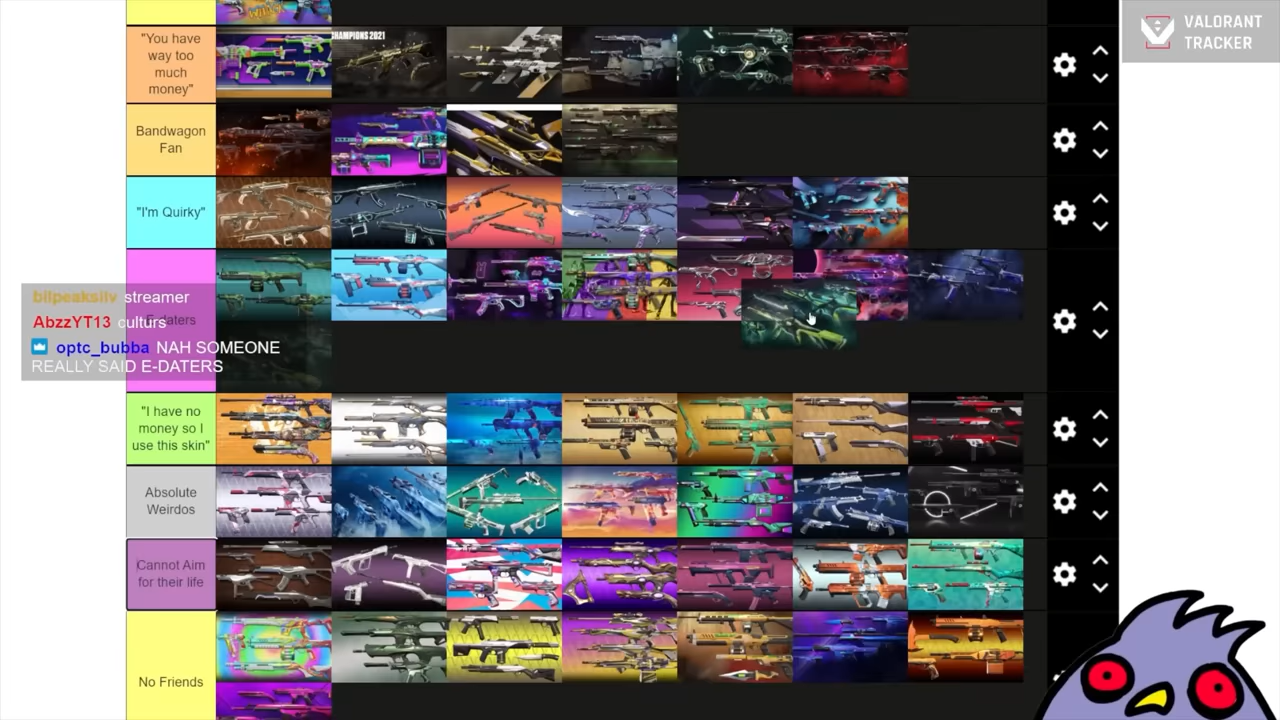 VALORANT
TRACKER
"You have
way too
much
money"
CHAMPIONS 2021
Bandwagon
Fan
"I'm Quirky"
E-daters
bilpeaksliv streamer
AbzzYT13 culturs
optc_bubba NAH SOMEONE
REALLY SAID E-DATERS
"I have no
money so I
use this skin"
Absolute
Weirdos
Cannot Aim
for their life
No Friends